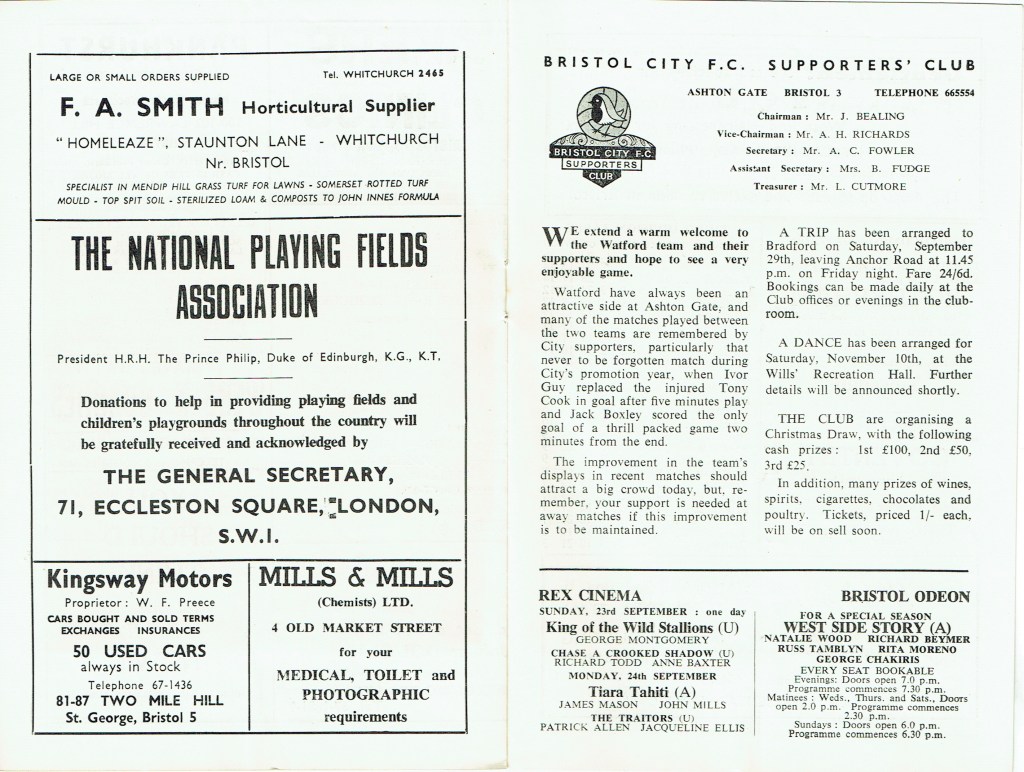 LARGE OR SMALL ORDERS SUPPLIED Tel. WHITCHURCH 2465
F. A. SMITH Horticultural Supplier
"HOMELEAZE", STAUNTON LANE - WHITCHURCH
Nr. BRISTOL
SPECIALIST IN MENDIP HILL GRASS TURF FOR LAWNS - SOMERSET ROTTED TURF
MOULD - TOP SPIT SOIL - STERILIZED LOAM & COMPOSTS TO JOHN INNES FORMULA
THE NATIONAL PLAYING FIELDS
ASSOCIATION
President H.R.H. The Prince Philip, Duke of Edinburgh, K.G., K.T.
Donations to help in providing playing fields and
children's playgrounds throughout the country will
be gratefully received and acknowledged by
THE GENERAL SECRETARY,
71, ECCLESTON SQUARE, LONDON,
S.W.I.
Kingsway Motors
Proprietor: W. F. Preece
CARS BOUGHT AND SOLD TERMS
EXCHANGES INSURANCES
50 USED CARS
always in Stock
Telephone 67-1436
81-87 TWO MILE HILL
St. George, Bristol 5
MILLS & MILLS
(Chemists) LTD.
4 OLD MARKET STREET
for your
MEDICAL, TOILET and
PHOTOGRAPHIC
requirements
BRISTOL CITY F.C. SUPPORTERS' CLUB
BRISTOL CITY F.C.
SUPPORTERS
CLUB
ASHTON GATE BRISTOL 3 TELEPHONE 665554
Chairman: Mr. J. BEALING
Vice-Chairman: Mr. A. H. RICHARDS
Secretary: Mr. A. C. FOWLER
Assistant Secretary: Mrs. B. FUDGE
Treasurer: Mr. L. CUTMORE
WE extend a warm welcome to
the Watford team and their
supporters and hope to see a very
enjoyable game.
Watford have always been an
attractive side at Ashton Gate, and
many of the matches played between
the two teams are remembered by
City supporters, particularly that
never to be forgotten match during
City's promotion year, when Ivor
Guy replaced the injured Tony
Cook in goal after five minutes play
and Jack Boxley scored the only
goal of a thrill packed game two
minutes from the end.
The improvement in the team's
displays in recent matches should
attract a big crowd today, but, re-
member, your support is needed at
away matches if this improvement
is to be maintained.
A TRIP has been arranged to
Bradford on Saturday, September
29th, leaving Anchor Road at 11.45
p.m. on Friday night. Fare 24/6d.
Bookings can be made daily at the
Club offices or evenings in the club-
room.
A DANCE has been arranged for
Saturday, November 10th, at the
Wills' Recreation Hall. Further
details will be announced shortly.
THE CLUB are organising a
Christmas Draw, with the following
cash prizes: 1st £100, 2nd £50,
3rd £25.
In addition, many prizes of wines,
spirits, cigarettes, chocolates and
poultry. Tickets, priced 1/- each,
will be on sell soon.
REX CINEMA
SUNDAY, 23rd SEPTEMBER : one day
King of the Wild Stallions (U)
GEORGE MONTGOMERY
CHASE A CROOKED SHADOW (U)
RICHARD TODD ANNE BAXTER
MONDAY, 24th SEPTEMBER
Tiara Tahiti (A)
JAMES MASON JOHN MILLS
THE TRAITORS (U)
PATRICK ALLEN JACQUELINE ELLIS
BRISTOL ODEON
FOR A SPECIAL SEASON
WEST SIDE STORY (A)
NATALIE WOOD RICHARD BEYMER
RUSS TAMBLYN RITA MORENO
GEORGE CHAKIRIS
EVERY SEAT BOOKABLE
Evenings: Doors open 7.0 p.m.
Programme commences 7.30 p.m.
Matinees: Weds., Thurs. and Sats., Doors
open 2.0 p.m. Programme commences
2.30 p.m.
Sundays: Doors open 6.0 p.m.
Programme commences 6.30 p.m.